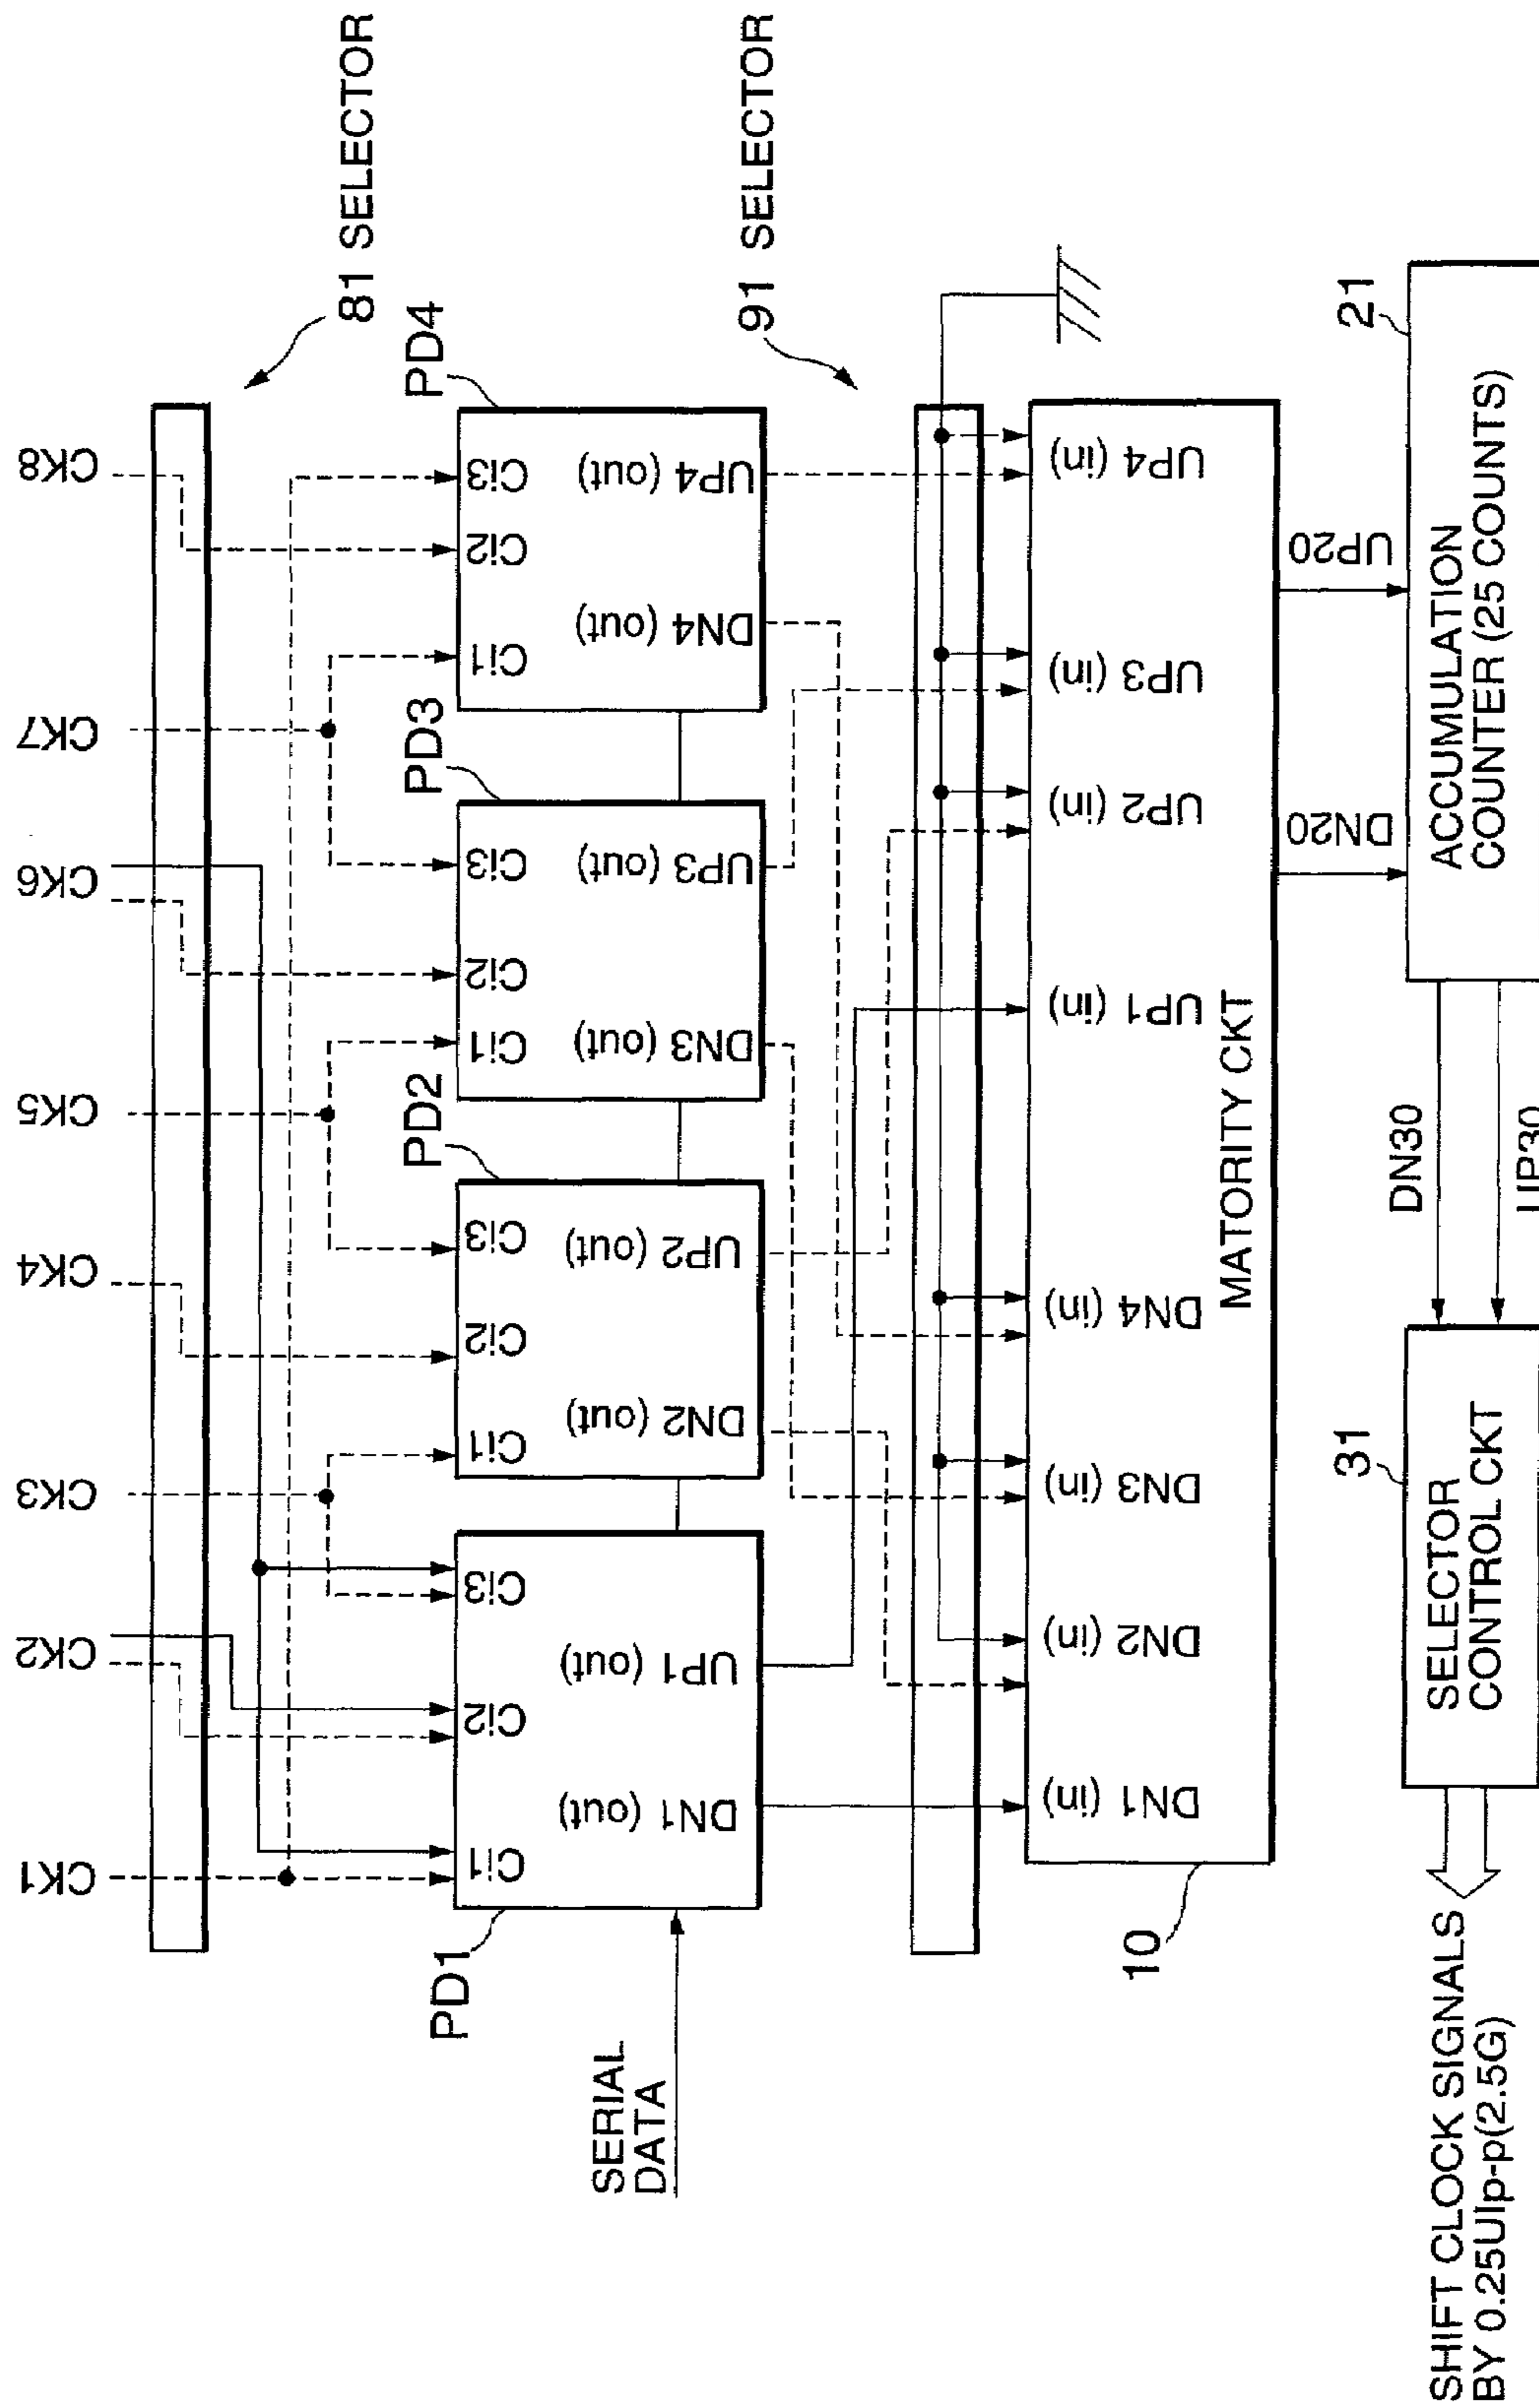 CK1
CK2
CK3
CK4
CK5
CK6
CK7
CK8
81 SELECTOR
PD1
Ci1
Ci2
Ci3
DN1 (out)
UP1 (out)
PD2
Ci1
Ci2
Ci3
DN2 (out)
UP2 (out)
PD3
Ci1
Ci2
Ci3
DN3 (out)
UP3 (out)
PD4
Ci1
Ci2
Ci3
DN4 (out)
UP4 (out)
SERIAL
DATA
91 SELECTOR
DN1 (in)
DN2 (in)
DN3 (in)
DN4 (in)
UP1 (in)
UP2 (in)
UP3 (in)
UP4 (in)
MATORITY CKT
10
DN20
UP20
21
ACCUMULATION
COUNTER (25 COUNTS)
DN30
UP30
31
SELECTOR
CONTROL CKT
SHIFT CLOCK SIGNALS
BY 0.25UIp-p(2.5G)